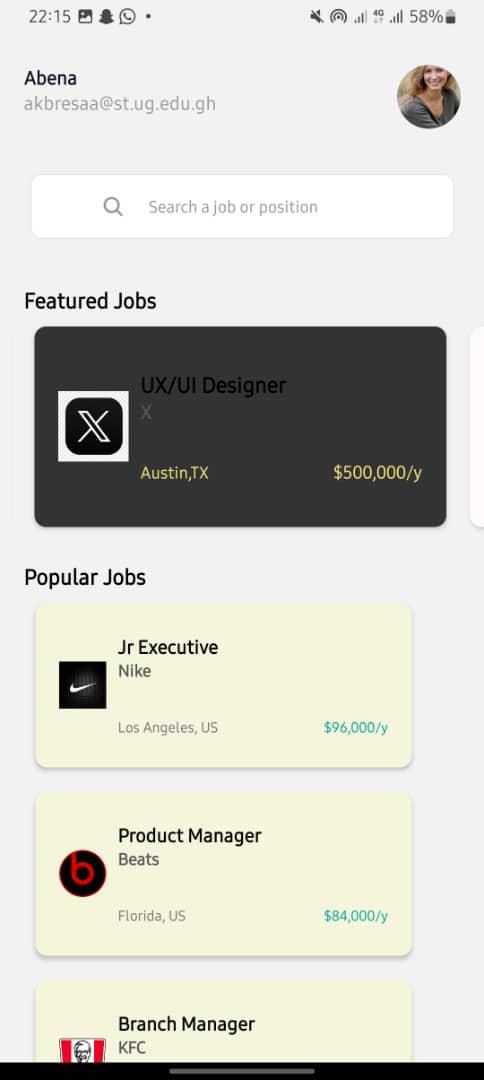 22:15 4G 58%
Abena
akbresaa@st.ug.edu.gh
Search a job or position
Featured Jobs
UX/UI Designer
X
Austin,TX $500,000/y
Popular Jobs
Jr Executive
Nike
Los Angeles, US $96,000/y
Product Manager
Beats
Florida, US $84,000/y
Branch Manager
KFC